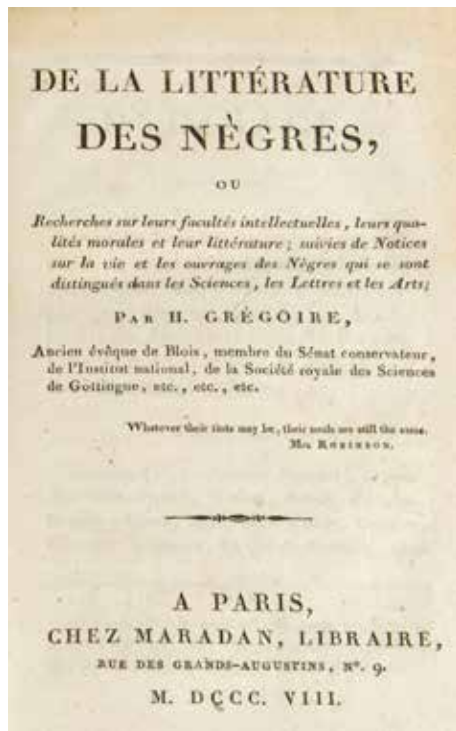 DE LA LITTÉRATURE
DES NÈGRES,
OU
Recherches sur leurs facultés intellectuelles, leurs qua-
lités morales et leur littérature; suivies de Notices
sur la vie et les ouvrages des Nègres qui se sont
distingués dans les Sciences, les Lettres et les Arts;
PAR H. GRÉGOIRE,
Ancien évêque de Blois, membre du Sénat conservateur,
de l'Institut national, de la Société royale des Sciences
de Gottingue, etc., etc., etc.
Whatever their tints may be, their souls are still the same.
Mrs ROBINSON.
A PARIS,
CHEZ MARADAN, LIBRAIRE,
RUE DES GRANDS-AUGUSTINS, N°. 9.
M. DCCC. VIII.